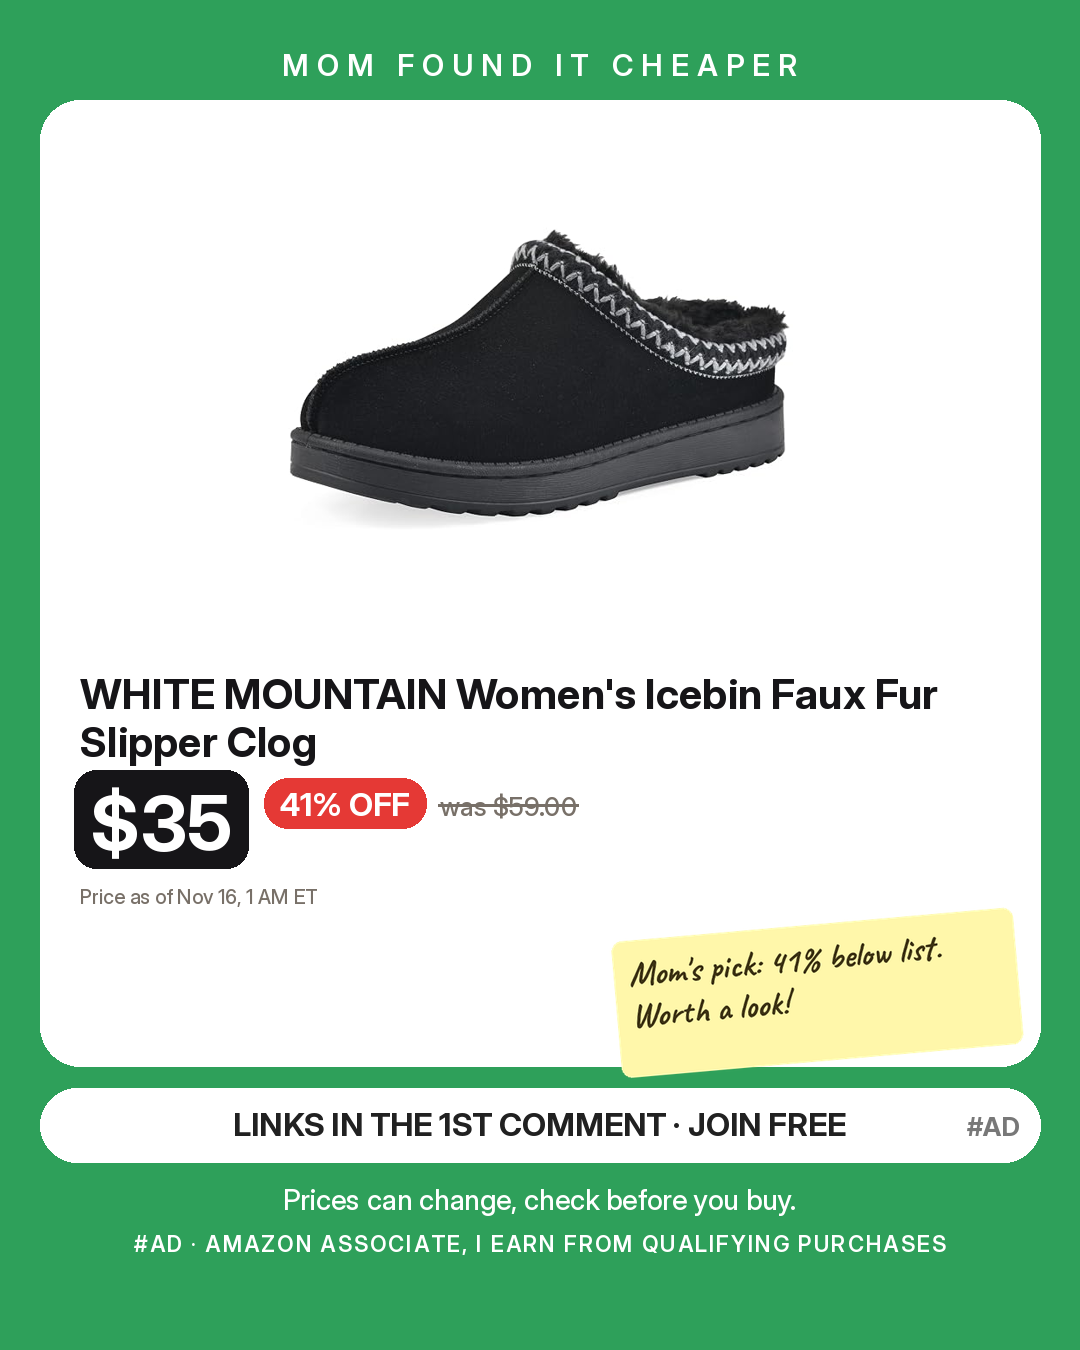 MOM FOUND IT CHEAPER
WHITE MOUNTAIN Women's Icebin Faux Fur
Slipper Clog
$35
41% OFF
was $59.00
Price as of Nov 16, 1 AM ET
Mom's pick: 41% below list.
Worth a look!
LINKS IN THE 1ST COMMENT · JOIN FREE
#AD
Prices can change, check before you buy.
#AD · AMAZON ASSOCIATE, I EARN FROM QUALIFYING PURCHASES